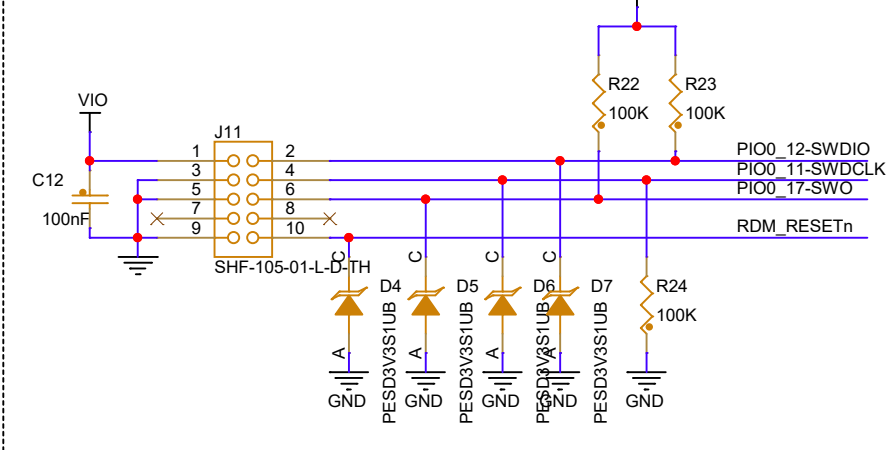 R22
R23
100K
100K
VIO
J11
1
2
PIO0_12-SWDIO
3
4
PIO0_11-SWDCLK
C12
5
6
PIO0_17-SWO
100nF
7
8
9
10
RDM_RESETn
SHF-105-01-L-D-TH
C
C
C
C
D4
D5
D6
D7
R24
100K
PESD3V3S1UB
PESD3V3S1UB
PESD3V3S1UB
PESD3V3S1UB
A
A
A
A
GND
GND
GND
GND
GND